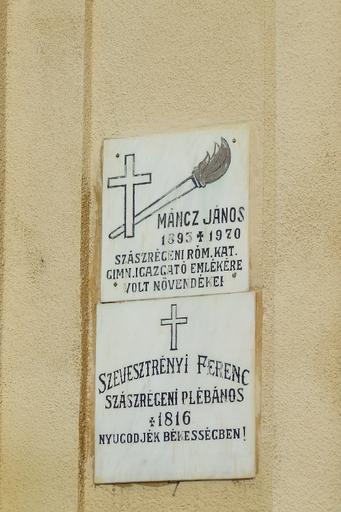 MÁNCZ JÁNOS
1893 ✝ 1970
SZÁSZRÉGENI RÓM. KAT.
GIMN. IGAZGATÓ EMLÉKÉRE
VOLT NÖVENDÉKEI
SZEVESZTRÉNYI FERENC
SZÁSZRÉGENI PLÉBÁNOS
✝1816
NYUGODJÉK BÉKESSÉGBEN!